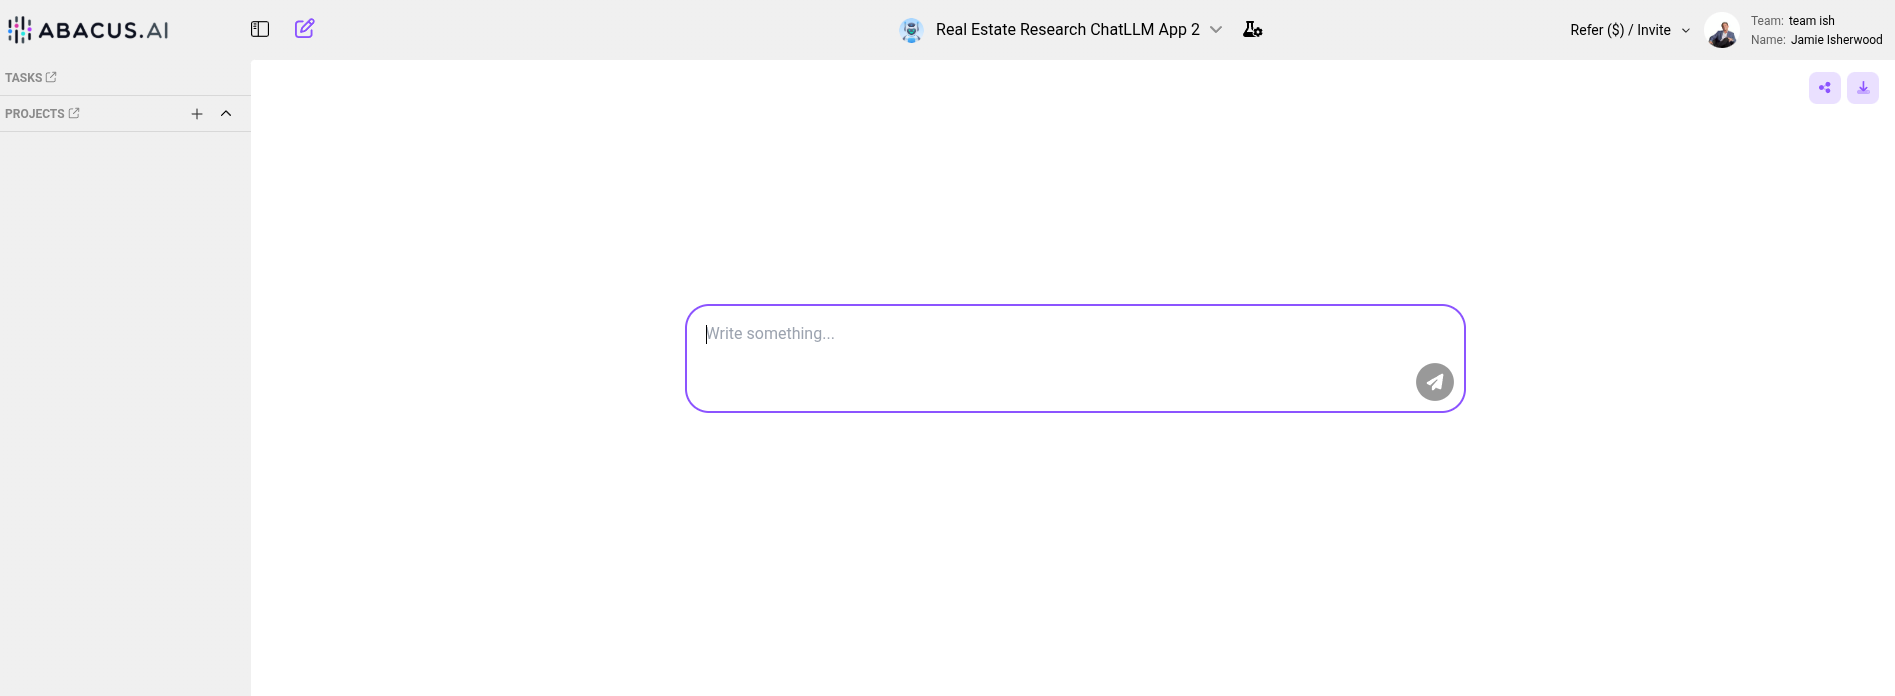 ABACUS.AI
Real Estate Research ChatLLM App 2
Refer ($) / Invite
Team: team ish
Name: Jamie Isherwood
TASKS
PROJECTS
Write something...